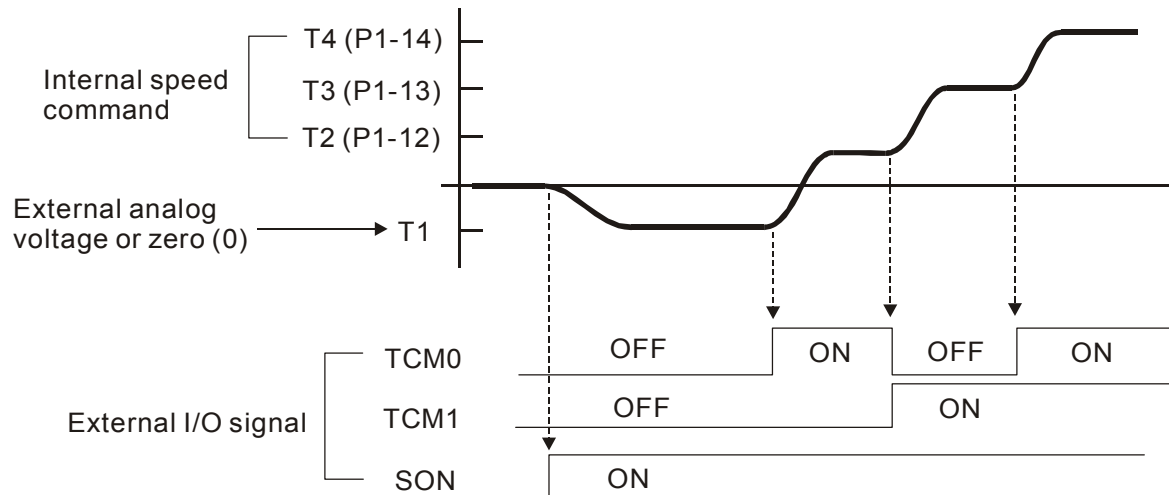 T4 (P1-14)
Internal speed
command
T3 (P1-13)
T2 (P1-12)
External analog
voltage or zero (0)
T1
External I/O signal
TCM0
OFF
ON
OFF
ON
TCM1
OFF
ON
SON
ON